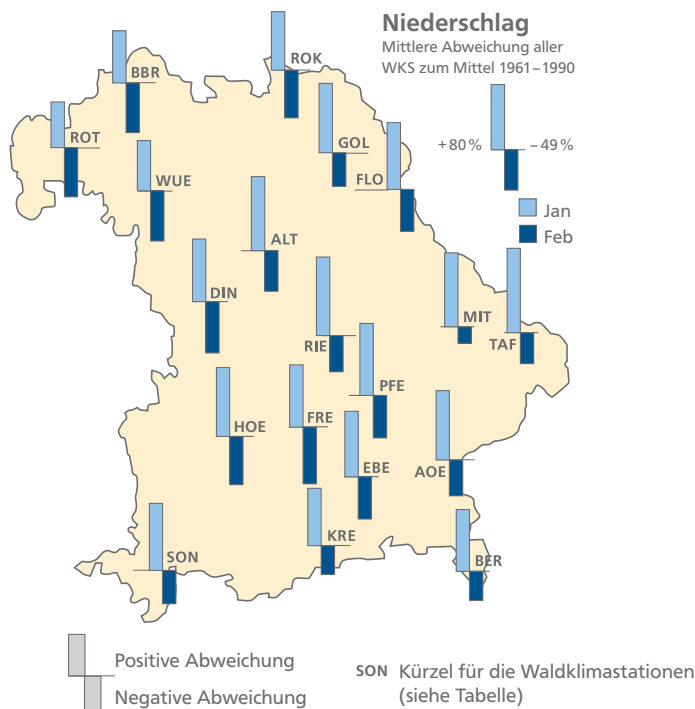 Niederschlag
Mittlere Abweichung aller
WKS zum Mittel 1961–1990
+80% –49%
Jan
Feb
ROK
BBR
ROT
GOL
FLO
WUE
ALT
DIN
MIT
RIE
TAF
PFE
HOE
FRE
EBE
AOE
KRE
SON
BER
Positive Abweichung
Negative Abweichung
SON Kürzel für die Waldklimastationen
(siehe Tabelle)